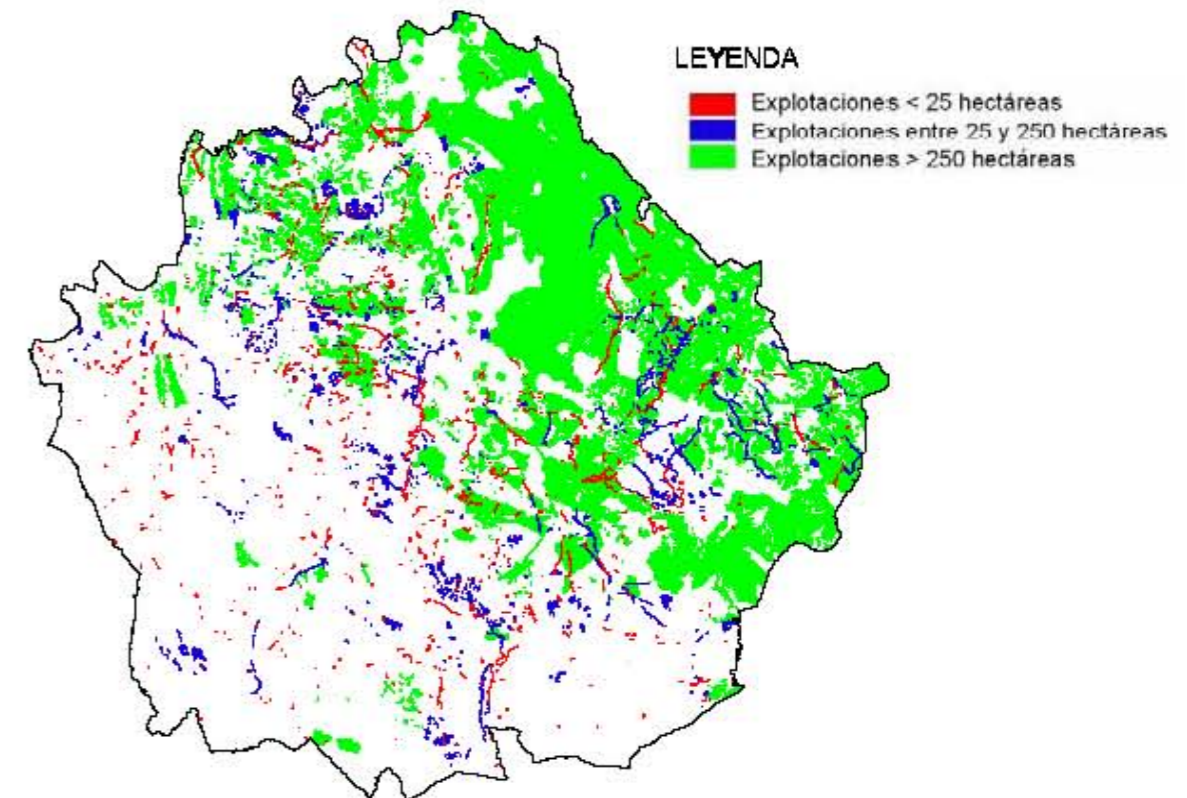 LEYENDA
Explotaciones < 25 hectáreas
Explotaciones entre 25 y 250 hectáreas
Explotaciones > 250 hectáreas